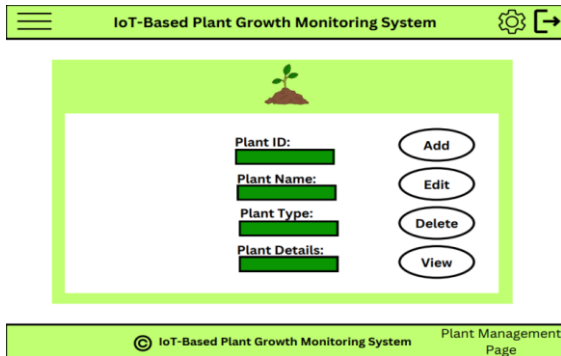 IoT-Based Plant Growth Monitoring System
Plant ID:
Add
Plant Name:
Edit
Plant Type:
Delete
Plant Details:
View
© IoT-Based Plant Growth Monitoring System
Plant Management
Page